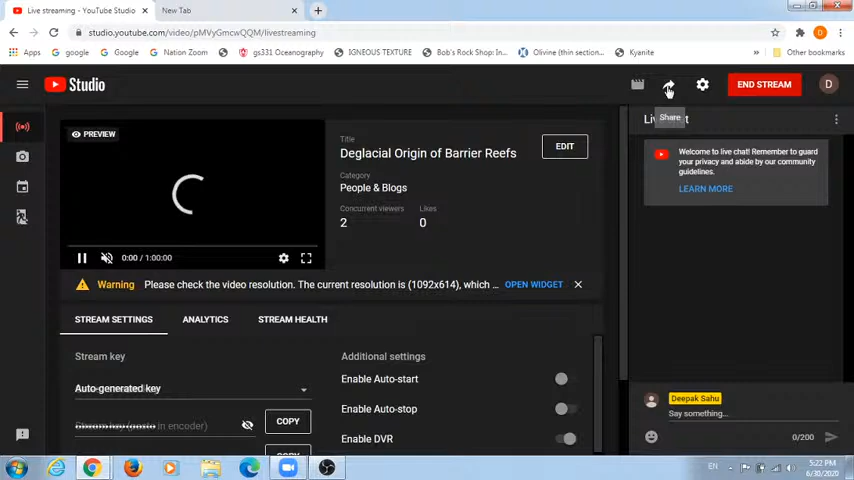 Live streaming - YouTube Studio
New Tab
studio.youtube.com/video/pMVyGmcwQQM/livestreaming
Apps google Google Nation Zoom gs331 Oceanography IGNEOUS TEXTURE Bob's Rock Shop: In... Olivine (thin section... Kyanite Other bookmarks
Studio
END STREAM
D
Share
PREVIEW
Title
Deglacial Origin of Barrier Reefs
EDIT
Category
People & Blogs
Concurrent viewers Likes
2 0
0:00 / 1:00:00
Warning Please check the video resolution. The current resolution is (1092x614), which ... OPEN WIDGET
STREAM SETTINGS ANALYTICS STREAM HEALTH
Stream key
Auto-generated key
Stream key (paste in encoder)
COPY
COPY
Additional settings
Enable Auto-start
Enable Auto-stop
Enable DVR
Welcome to live chat! Remember to guard
your privacy and abide by our community
guidelines.
LEARN MORE
Deepak Sahu
Say something...
0/200
EN
5:22 PM
6/30/2020